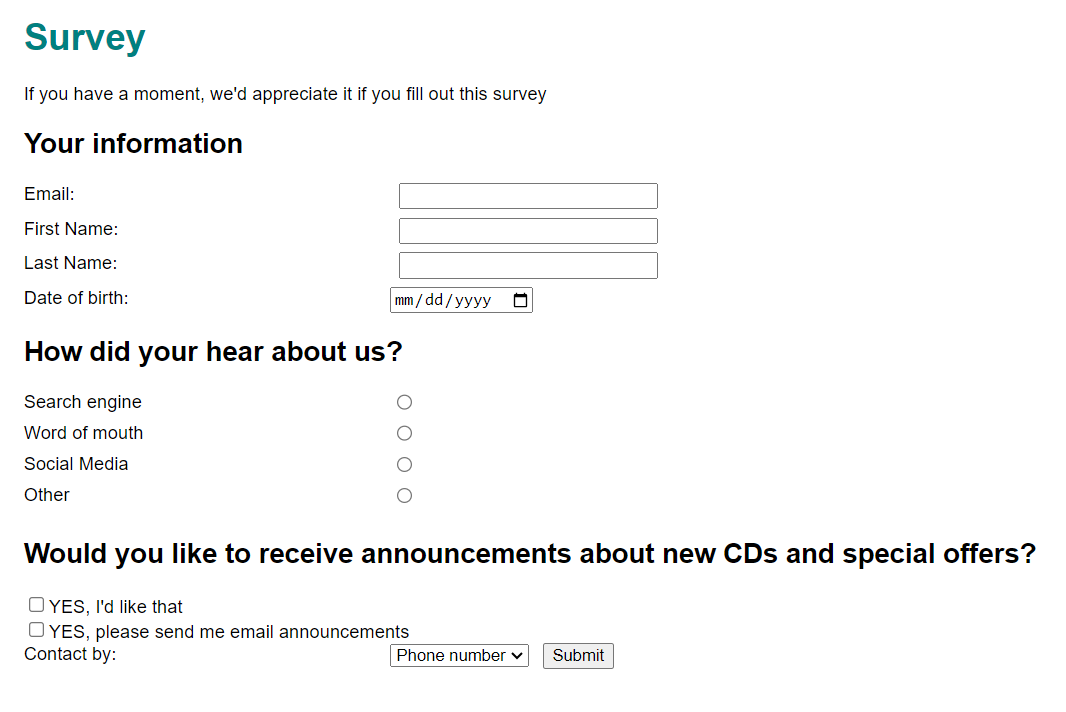 Survey
If you have a moment, we'd appreciate it if you fill out this survey
Your information
Email:
First Name:
Last Name:
Date of birth: mm/dd/yyyy
How did your hear about us?
Search engine
Word of mouth
Social Media
Other
Would you like to receive announcements about new CDs and special offers?
YES, I'd like that
YES, please send me email announcements
Contact by: Phone number Submit